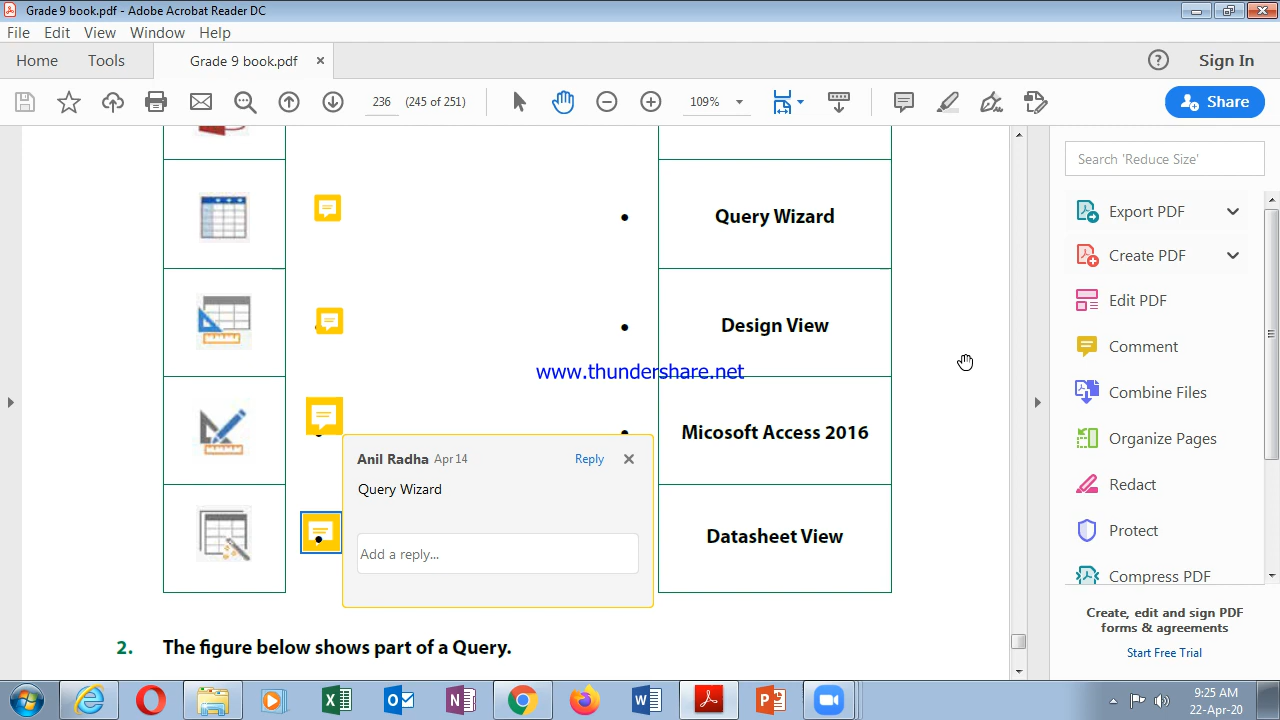 Grade 9 book.pdf - Adobe Acrobat Reader DC
File Edit View Window Help
Home Tools Grade 9 book.pdf × Sign In
236 (245 of 251) 109% Share
Search 'Reduce Size'
Export PDF
Create PDF
Edit PDF
Comment
Combine Files
Organize Pages
Redact
Protect
Compress PDF
Create, edit and sign PDF
forms & agreements
Start Free Trial
Query Wizard
Design View
www.thundershare.net
Micosoft Access 2016
Anil Radha Apr 14 Reply ×
Query Wizard
Add a reply...
Datasheet View
2. The figure below shows part of a Query.
9:25 AM
22-Apr-20